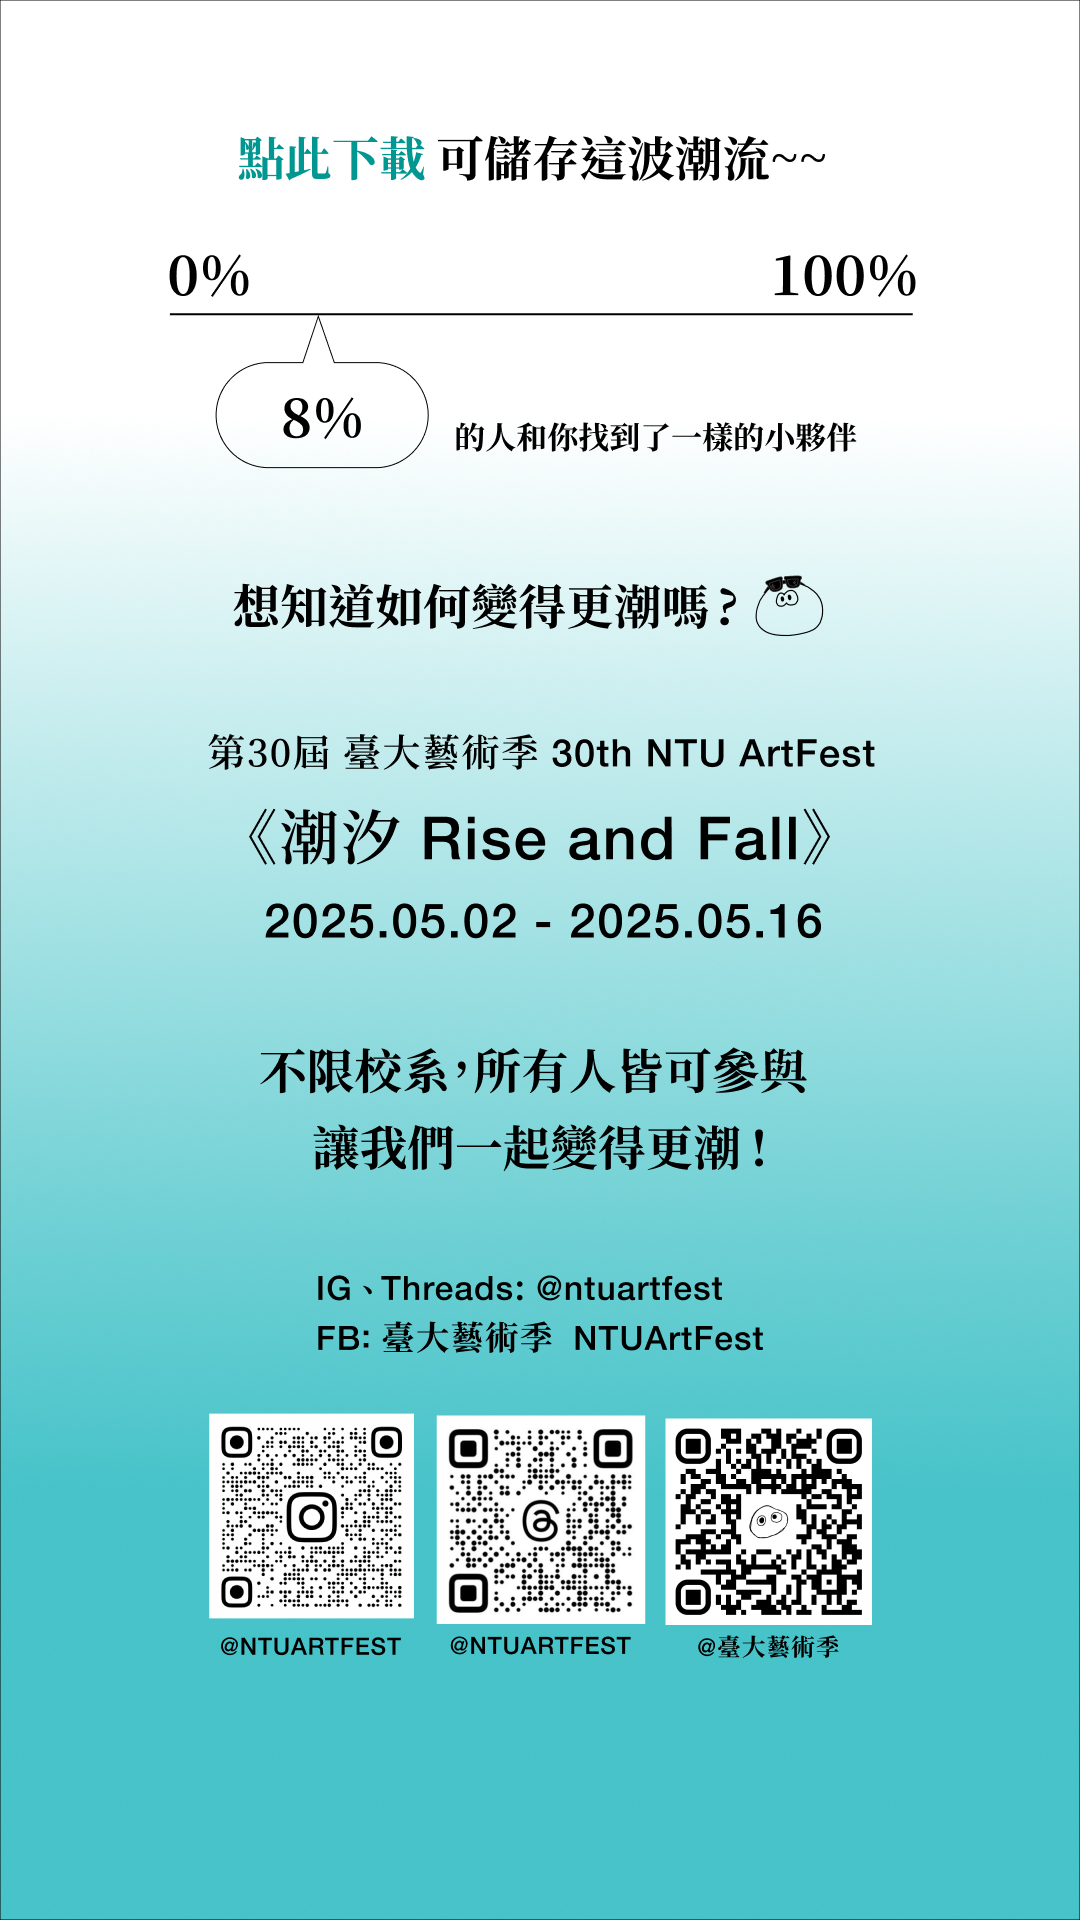 點此下載 可儲存這波潮流~~
0% 100%
8% 的人和你找到了一樣的小夥伴
想知道如何變得更潮嗎？
第30屆 臺大藝術季 30th NTU ArtFest
《潮汐 Rise and Fall》
2025.05.02 - 2025.05.16
不限校系，所有人皆可參與
讓我們一起變得更潮！
IG、Threads: @ntuartfest
FB: 臺大藝術季 NTUArtFest
@NTUARTFEST @NTUARTFEST @臺大藝術季